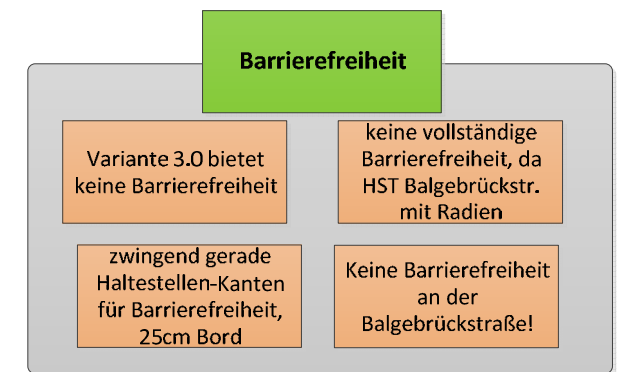 Barrierefreiheit
Variante 3.0 bietet
keine Barrierefreiheit
keine vollständige
Barrierefreiheit, da
HST Balgebrückstr.
mit Radien
zwingend gerade
Haltestellen-Kanten
für Barrierefreiheit,
25cm Bord
Keine Barrierefreiheit
an der
Balgebrückstraße!